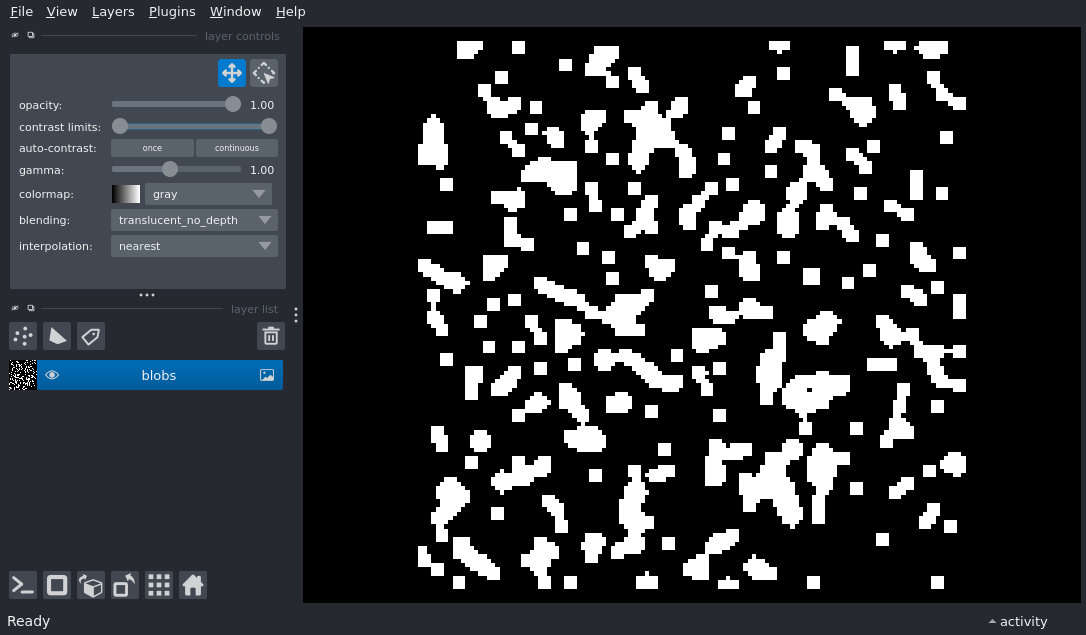 File View Layers Plugins Window Help
layer controls
opacity: 1.00
contrast limits:
auto-contrast: once continuous
gamma: 1.00
colormap: gray
blending: translucent_no_depth
interpolation: nearest
layer list
blobs
Ready activity